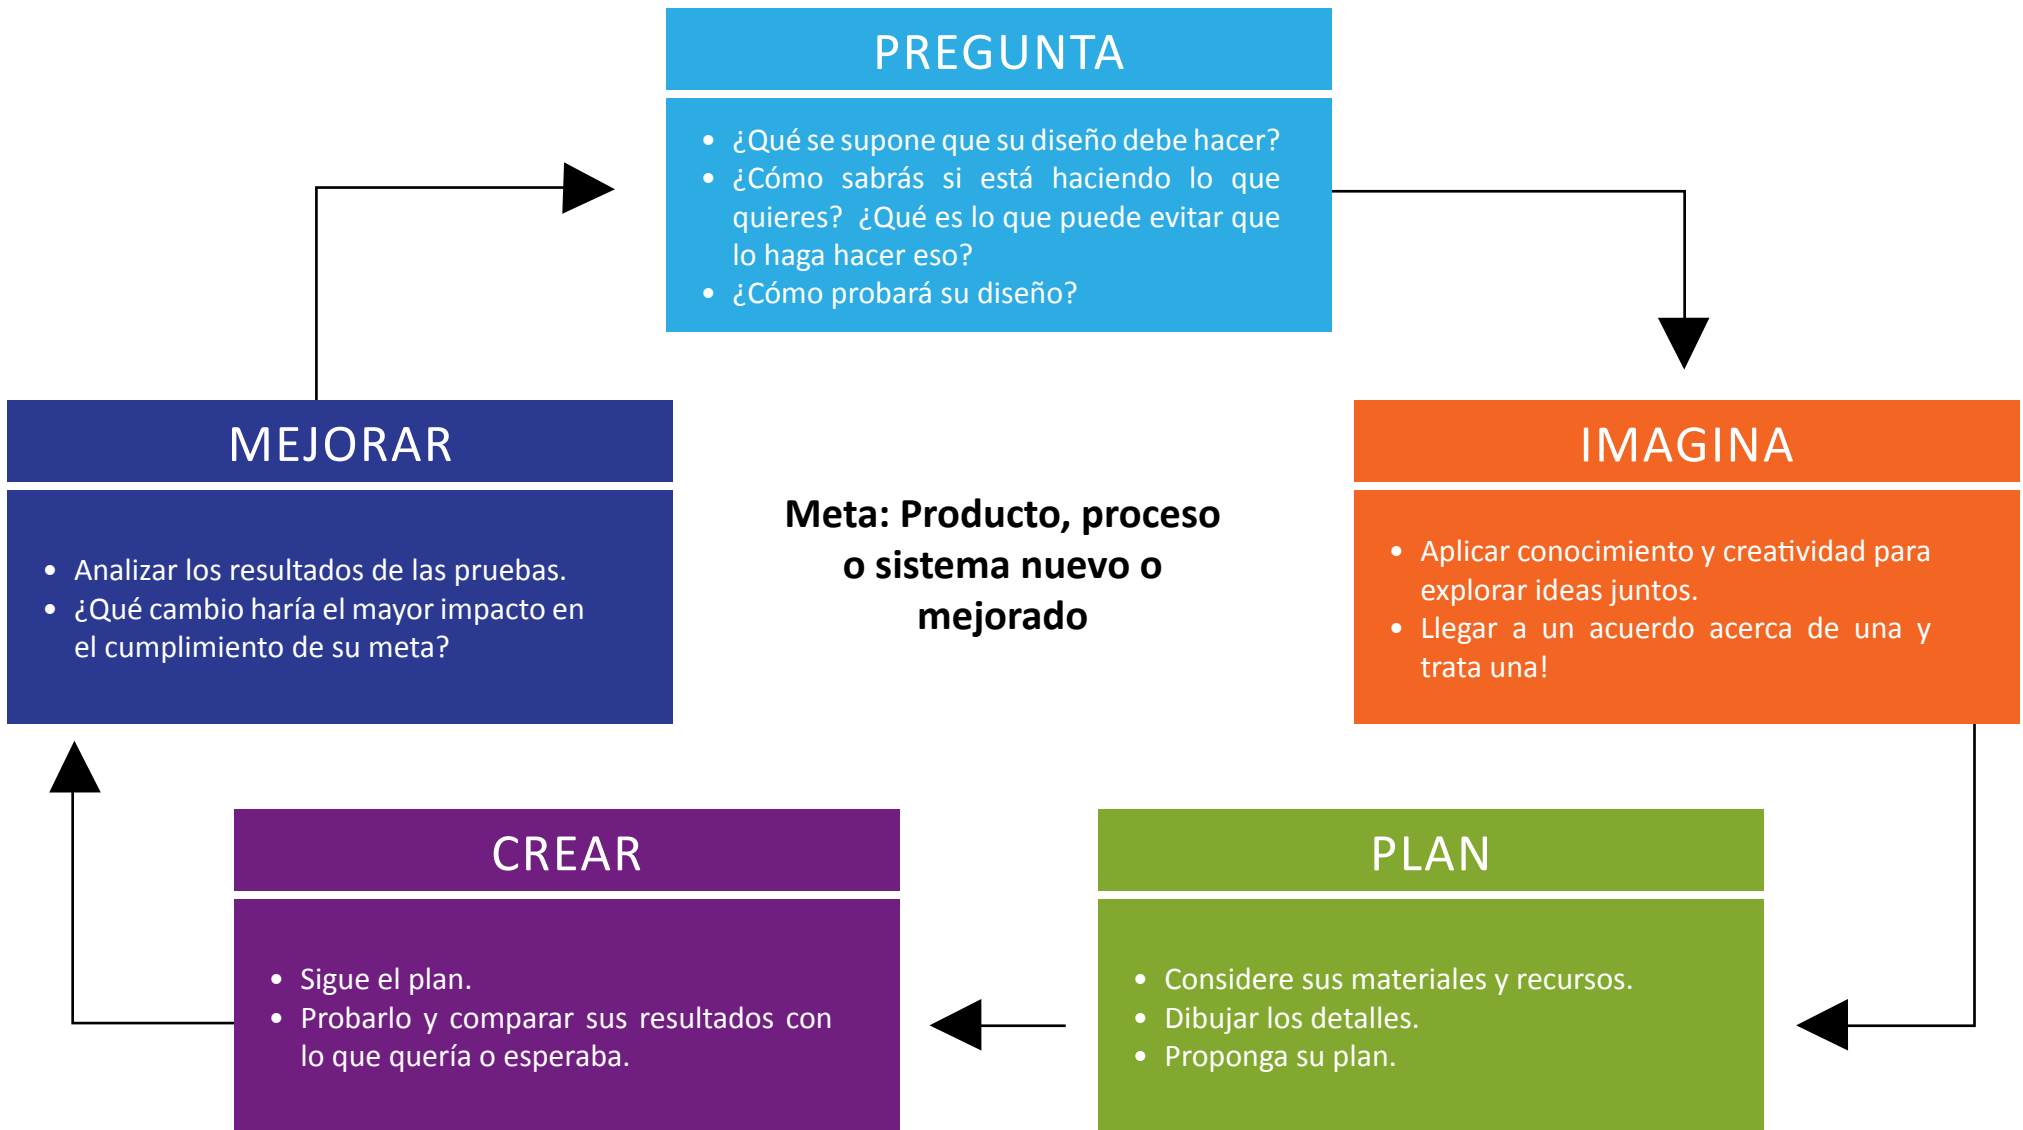 PREGUNTA
• ¿Qué se supone que su diseño debe hacer?
• ¿Cómo sabrás si está haciendo lo que
quieres? ¿Qué es lo que puede evitar que
lo haga hacer eso?
• ¿Cómo probará su diseño?
MEJORAR
• Analizar los resultados de las pruebas.
• ¿Qué cambio haría el mayor impacto en
el cumplimiento de su meta?
Meta: Producto, proceso
o sistema nuevo o
mejorado
IMAGINA
• Aplicar conocimiento y creatividad para
explorar ideas juntos.
• Llegar a un acuerdo acerca de una y
trata una!
CREAR
• Sigue el plan.
• Probarlo y comparar sus resultados con
lo que quería o esperaba.
PLAN
• Considere sus materiales y recursos.
• Dibujar los detalles.
• Proponga su plan.